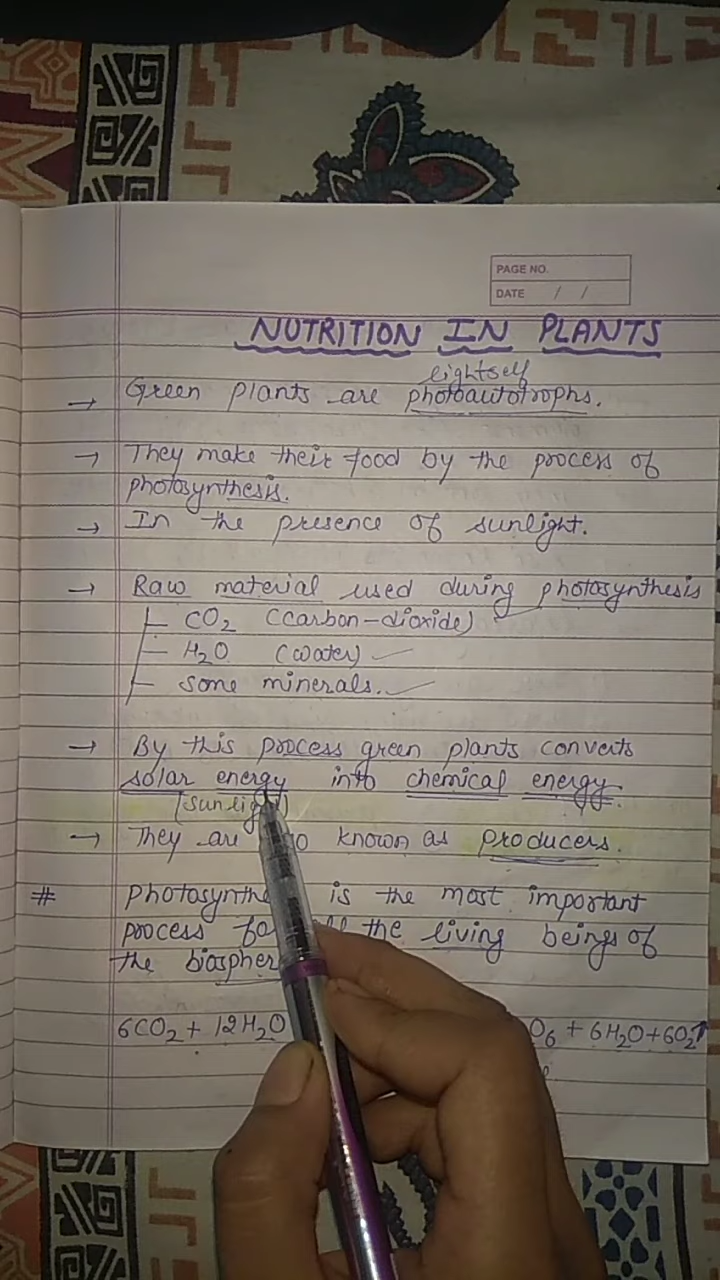 PAGE NO.
DATE / /
NUTRITION IN PLANTS
light self
→ Green plants are photoautotrophs.
→ They make their food by the process of
photosynthesis.
→ In the presence of sunlight.
→ Raw material used during photosynthesis
CO2 (Carbon-dioxide)
H2O (water)
Some minerals.
→ By this process green plants converts
solar energy into chemical energy.
(sunlight)
→ They are known as producers.
# Photosynthe is the most important
process the living beings of
the biospher
6CO2 + 12H2O O6 + 6H2O + 6O2↑